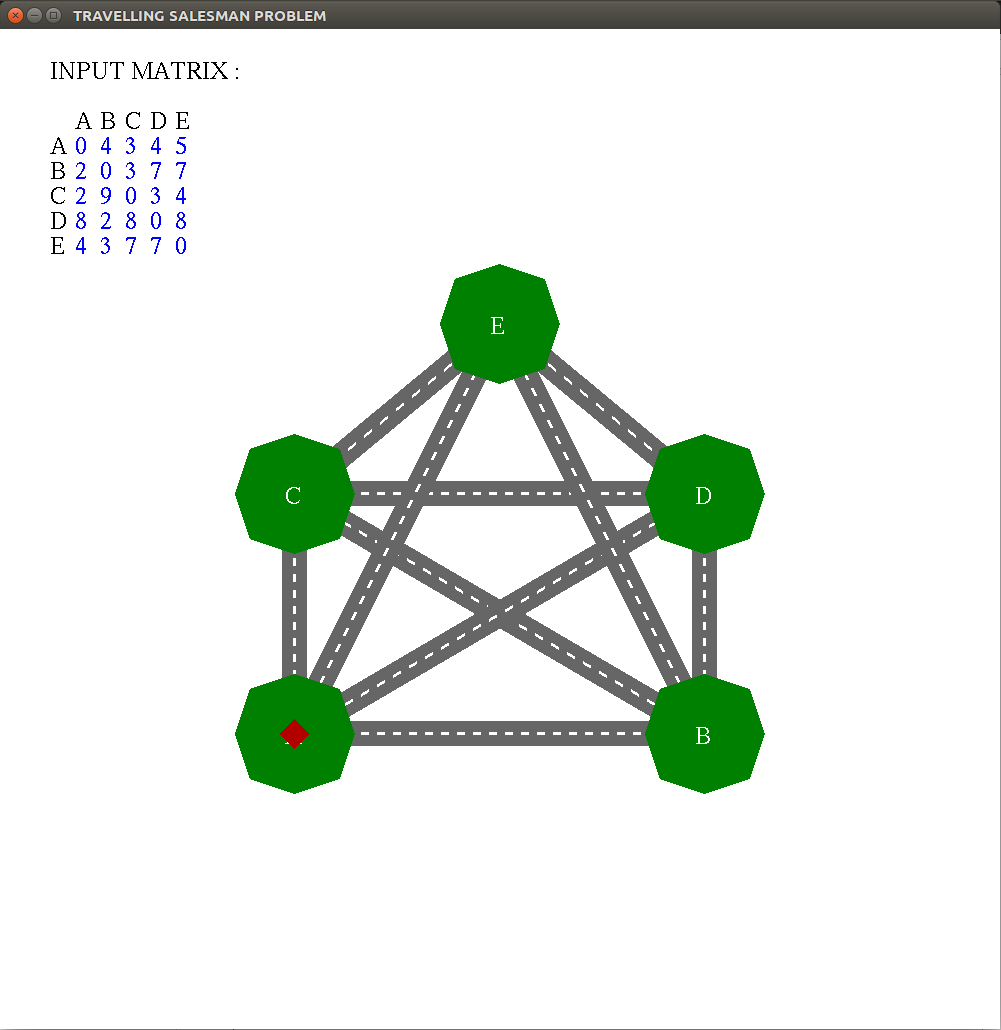 TRAVELLING SALESMAN PROBLEM
INPUT MATRIX :
A B C D E
A 0 4 3 4 5
B 2 0 3 7 7
C 2 9 0 3 4
D 8 2 8 0 8
E 4 3 7 7 0
E
C
D
B